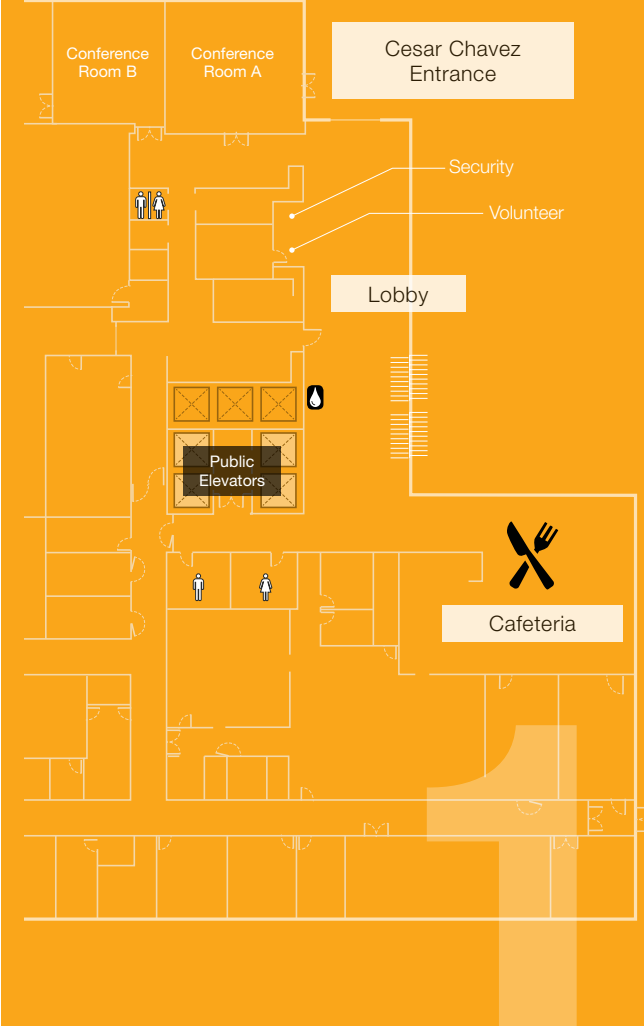 Conference
Room B
Conference
Room A
Cesar Chavez
Entrance
Security
Volunteer
Lobby
Public
Elevators
Cafeteria
1